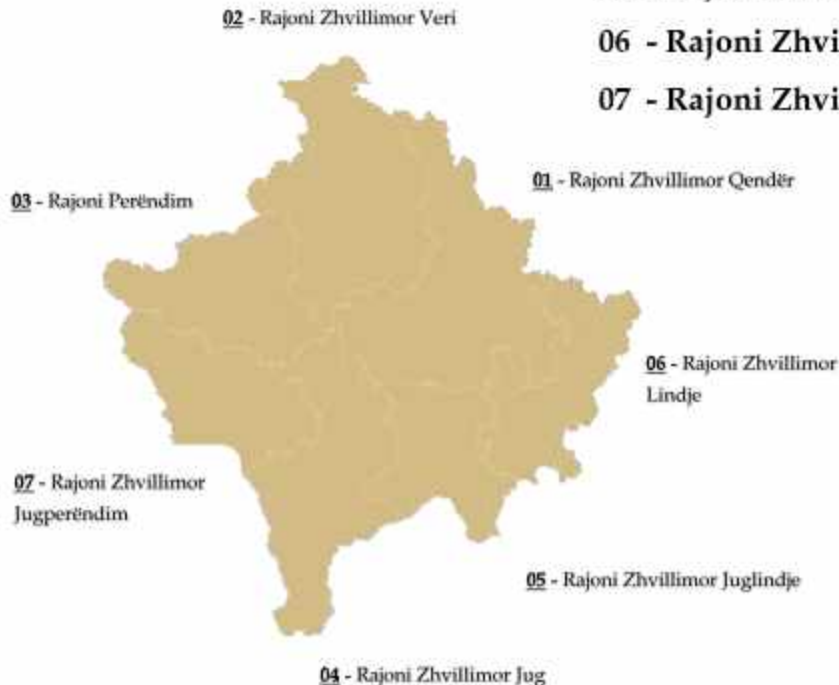 02 - Rajoni Zhvillimor Veri
06 - Rajoni Zhvi
07 - Rajoni Zhvi
01 - Rajoni Zhvillimor Qendër
03 - Rajoni Perëndim
06 - Rajoni Zhvillimor
Lindje
07 - Rajoni Zhvillimor
Jugperëndim
05 - Rajoni Zhvillimor Juglindje
04 - Rajoni Zhvillimor Jug